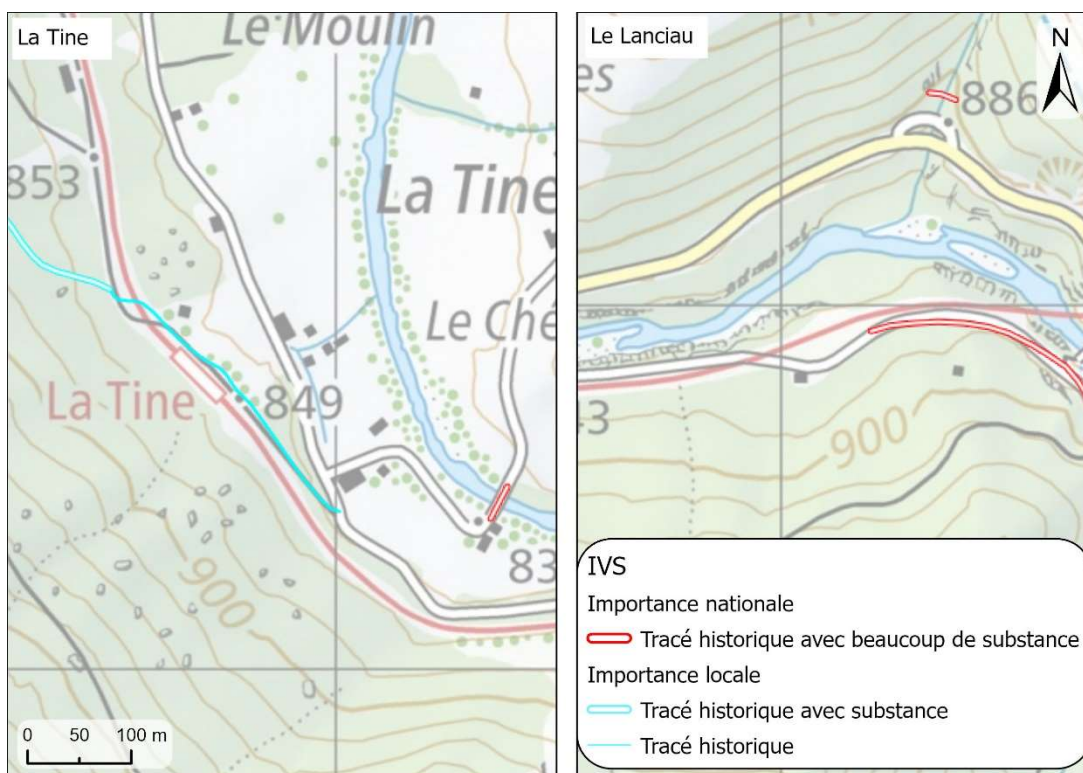 La Tine
Le Moulin
853
La Tine
Le Ché
La Tine
849
83
900
0 50 100 m
Le Lanciau
N
es
886
43
900
IVS
Importance nationale
Tracé historique avec beaucoup de substance
Importance locale
Tracé historique avec substance
Tracé historique